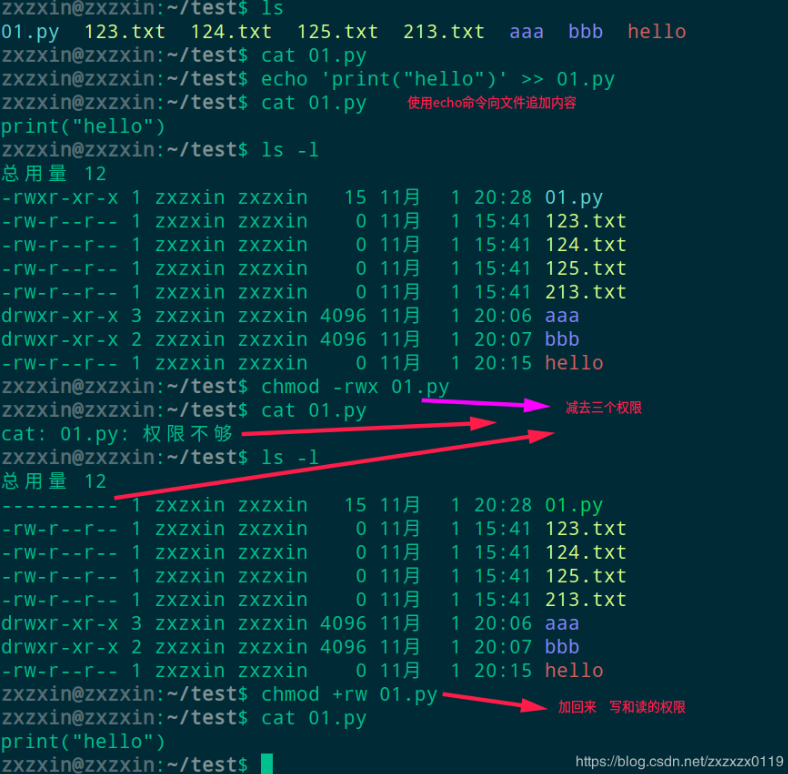 zxzxin@zxzxin:~/test$ ls
01.py  123.txt  124.txt  125.txt  213.txt  aaa  bbb  hello
zxzxin@zxzxin:~/test$ cat 01.py
zxzxin@zxzxin:~/test$ echo 'print("hello")' >> 01.py
zxzxin@zxzxin:~/test$ cat 01.py    使用echo命令向文件追加内容
print("hello")
zxzxin@zxzxin:~/test$ ls -l
总用量 12
-rwxr-xr-x 1 zxzxin zxzxin   15 11月   1 20:28 01.py
-rw-r--r-- 1 zxzxin zxzxin    0 11月   1 15:41 123.txt
-rw-r--r-- 1 zxzxin zxzxin    0 11月   1 15:41 124.txt
-rw-r--r-- 1 zxzxin zxzxin    0 11月   1 15:41 125.txt
-rw-r--r-- 1 zxzxin zxzxin    0 11月   1 15:41 213.txt
drwxr-xr-x 3 zxzxin zxzxin 4096 11月   1 20:06 aaa
drwxr-xr-x 2 zxzxin zxzxin 4096 11月   1 20:07 bbb
-rw-r--r-- 1 zxzxin zxzxin    0 11月   1 20:15 hello
zxzxin@zxzxin:~/test$ chmod -rwx 01.py
zxzxin@zxzxin:~/test$ cat 01.py    减去三个权限
cat: 01.py: 权限不够
zxzxin@zxzxin:~/test$ ls -l
总用量 12
---------- 1 zxzxin zxzxin   15 11月   1 20:28 01.py
-rw-r--r-- 1 zxzxin zxzxin    0 11月   1 15:41 123.txt
-rw-r--r-- 1 zxzxin zxzxin    0 11月   1 15:41 124.txt
-rw-r--r-- 1 zxzxin zxzxin    0 11月   1 15:41 125.txt
-rw-r--r-- 1 zxzxin zxzxin    0 11月   1 15:41 213.txt
drwxr-xr-x 3 zxzxin zxzxin 4096 11月   1 20:06 aaa
drwxr-xr-x 2 zxzxin zxzxin 4096 11月   1 20:07 bbb
-rw-r--r-- 1 zxzxin zxzxin    0 11月   1 20:15 hello
zxzxin@zxzxin:~/test$ chmod +rw 01.py    加回来 写和读的权限
zxzxin@zxzxin:~/test$ cat 01.py
print("hello")
zxzxin@zxzxin:~/test$
https://blog.csdn.net/zxzxzx0119